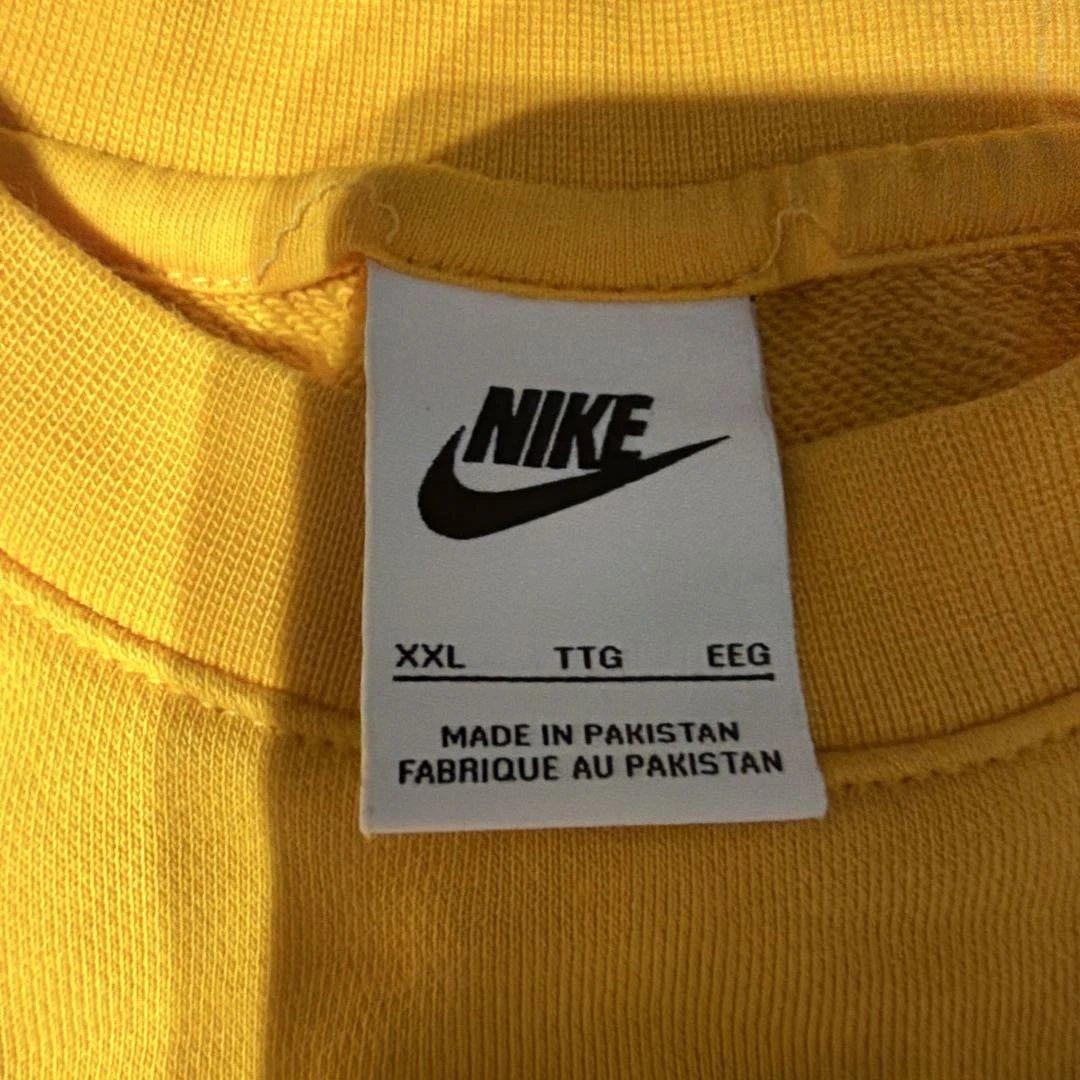 NIKE
XXL TTG EEG
MADE IN PAKISTAN
FABRIQUE AU PAKISTAN